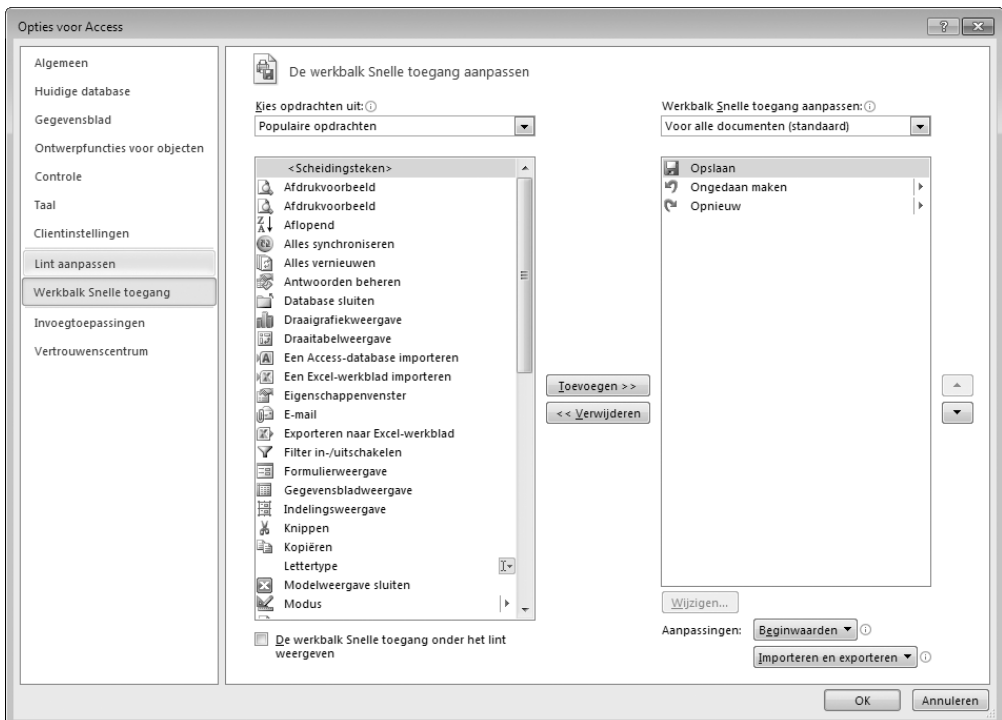 Opties voor Access
Algemeen
Huidige database
Gegevensblad
Ontwerpfuncties voor objecten
Controle
Taal
Clientinstellingen
Lint aanpassen
Werkbalk Snelle toegang
Invoegtoepassingen
Vertrouwenscentrum
De werkbalk Snelle toegang aanpassen
Kies opdrachten uit:
Populaire opdrachten
<Scheidingsteken>
Afdrukvoorbeeld
Afdrukvoorbeeld
Aflopend
Alles synchroniseren
Alles vernieuwen
Antwoorden beheren
Database sluiten
Draaigrafiekweergave
Draaitabelweergave
Een Access-database importeren
Een Excel-werkblad importeren
Eigenschappenvenster
E-mail
Exporteren naar Excel-werkblad
Filter in-/uitschakelen
Formulierweergave
Gegevensbladweergave
Indelingsweergave
Knippen
Kopiëren
Lettertype
Modelweergave sluiten
Modus
De werkbalk Snelle toegang onder het lint
weergeven
Toevoegen >>
<< Verwijderen
Werkbalk Snelle toegang aanpassen:
Voor alle documenten (standaard)
Opslaan
Ongedaan maken
Opnieuw
Wijzigen...
Aanpassingen: Beginwaarden
Importeren en exporteren
OK
Annuleren